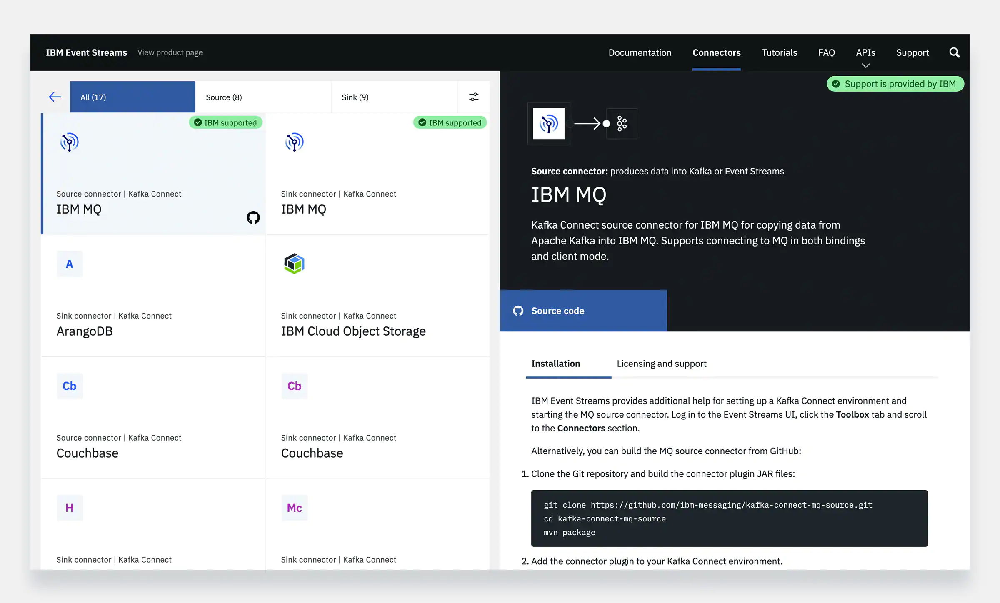 IBM Event Streams View product page Documentation Connectors Tutorials FAQ APIs Support
All (17) Source (8) Sink (9)
IBM supported
Source connector | Kafka Connect
IBM MQ
IBM supported
Sink connector | Kafka Connect
IBM MQ
A
Sink connector | Kafka Connect
ArangoDB
Sink connector | Kafka Connect
IBM Cloud Object Storage
Cb
Source connector | Kafka Connect
Couchbase
Cb
Sink connector | Kafka Connect
Couchbase
H
Sink connector | Kafka Connect
Mc
Sink connector | Kafka Connect
Support is provided by IBM
Source connector: produces data into Kafka or Event Streams
IBM MQ
Kafka Connect source connector for IBM MQ for copying data from
Apache Kafka into IBM MQ. Supports connecting to MQ in both bindings
and client mode.
Source code
Installation Licensing and support
IBM Event Streams provides additional help for setting up a Kafka Connect environment and
starting the MQ source connector. Log in to the Event Streams UI, click the Toolbox tab and scroll
to the Connectors section.
Alternatively, you can build the MQ source connector from GitHub:
1. Clone the Git repository and build the connector plugin JAR files:
git clone https://github.com/ibm-messaging/kafka-connect-mq-source.git
cd kafka-connect-mq-source
mvn package
2. Add the connector plugin to your Kafka Connect environment.